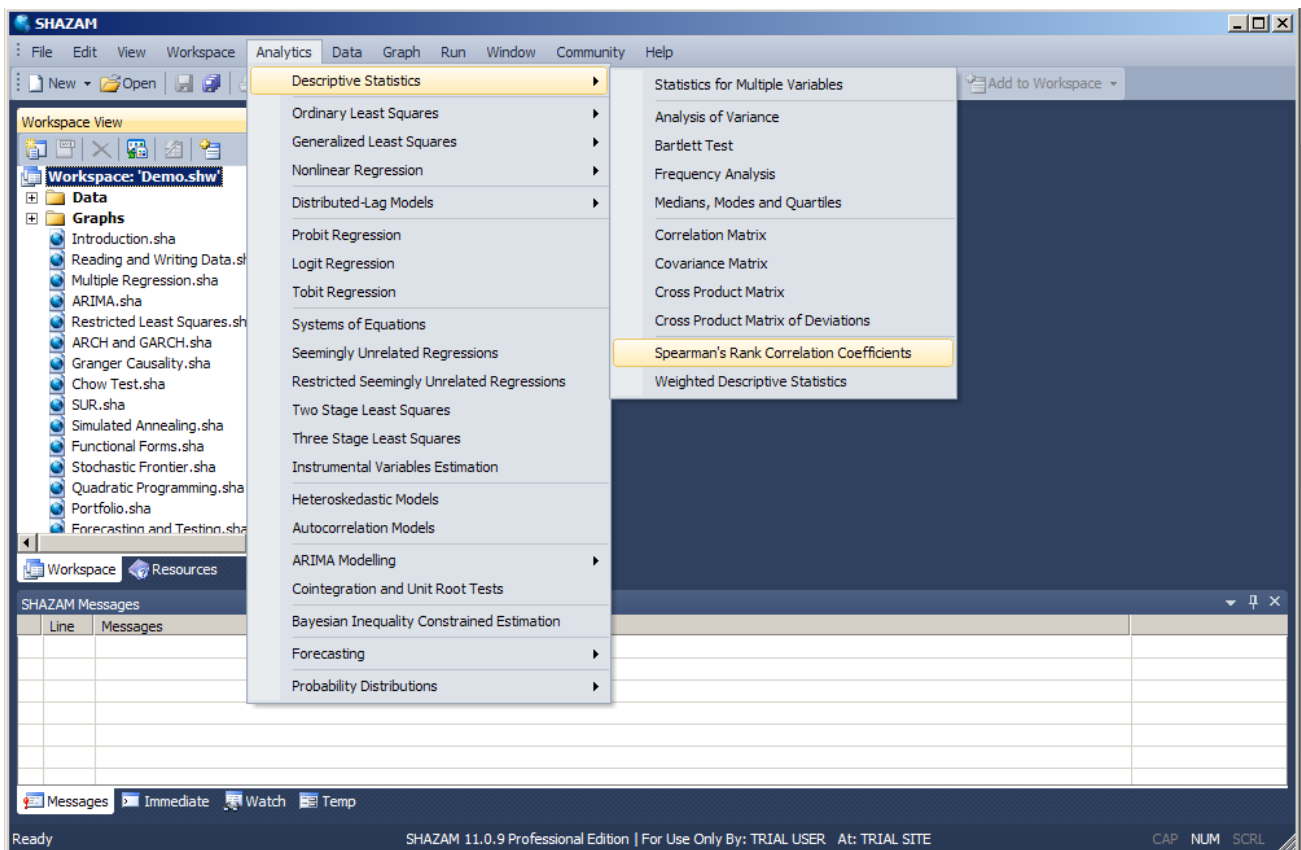 SHAZAM
File Edit View Workspace Analytics Data Graph Run Window Community Help
New Open
Add to Workspace
Descriptive Statistics
Ordinary Least Squares
Generalized Least Squares
Nonlinear Regression
Distributed-Lag Models
Probit Regression
Logit Regression
Tobit Regression
Systems of Equations
Seemingly Unrelated Regressions
Restricted Seemingly Unrelated Regressions
Two Stage Least Squares
Three Stage Least Squares
Instrumental Variables Estimation
Heteroskedastic Models
Autocorrelation Models
ARIMA Modelling
Cointegration and Unit Root Tests
Bayesian Inequality Constrained Estimation
Forecasting
Probability Distributions
Statistics for Multiple Variables
Analysis of Variance
Bartlett Test
Frequency Analysis
Medians, Modes and Quartiles
Correlation Matrix
Covariance Matrix
Cross Product Matrix
Cross Product Matrix of Deviations
Spearman's Rank Correlation Coefficients
Weighted Descriptive Statistics
Workspace View
Workspace: 'Demo.shw'
Data
Graphs
Introduction.sha
Reading and Writing Data.sh
Multiple Regression.sha
ARIMA.sha
Restricted Least Squares.sh
ARCH and GARCH.sha
Granger Causality.sha
Chow Test.sha
SUR.sha
Simulated Annealing.sha
Functional Forms.sha
Stochastic Frontier.sha
Quadratic Programming.sha
Portfolio.sha
Forecasting and Testing.sha
Workspace Resources
SHAZAM Messages
Line Messages
Messages Immediate Watch Temp
Ready SHAZAM 11.0.9 Professional Edition | For Use Only By: TRIAL USER At: TRIAL SITE CAP NUM SCRL